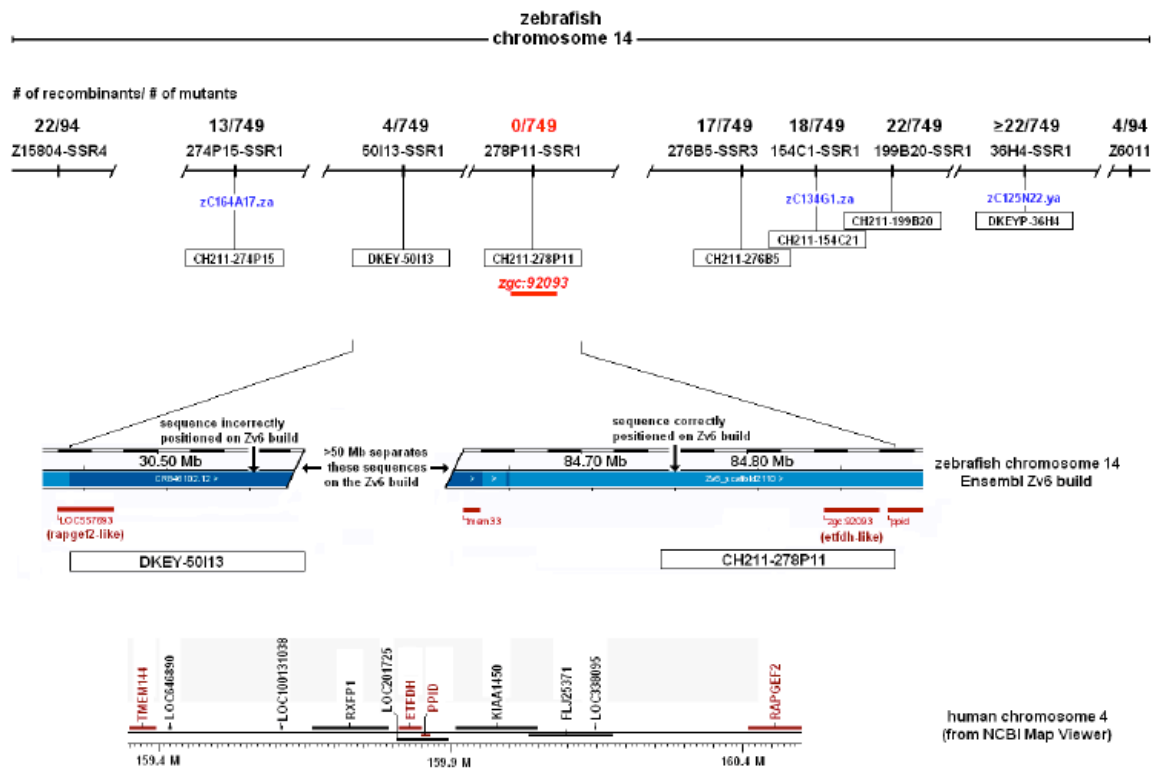 zebrafish
chromosome 14
# of recombinants/ # of mutants
22/94 13/749 4/749 0/749 17/749 18/749 22/749 ≥22/749 4/94
Z15804-SSR4 274P15-SSR1 50I13-SSR1 278P11-SSR1 276B5-SSR3 154C1-SSR1 199B20-SSR1 36H4-SSR1 Z6011
zC164A17.za zC134G1.za zC125N22.ya
CH211-199B20 DKEYP-36H4
CH211-154C21
CH211-274P15 DKEY-50I13 CH211-278P11 CH211-276B5
zgc:92093
sequence incorrectly
positioned on Zv6 build
sequence correctly
positioned on Zv6 build
>50 Mb separates
these sequences
on the Zv6 build
30.50 Mb 84.70 Mb 84.80 Mb
Zv6_scaffold2110 >
zebrafish chromosome 14
Ensembl Zv6 build
LOC557693 Tmem33 zgc:92093 ppid
(rapgef2-like) (etfdh-like)
DKEY-50I13 CH211-278P11
TMEM144
LOC646890
LOC100131038
RXFP1
LOC201725
ETFDH
PPID
KIAA1450
FLJ25371
LOC338095
RAPGEF2
human chromosome 4
(from NCBI Map Viewer)
159.4 M 159.9 M 160.4 M